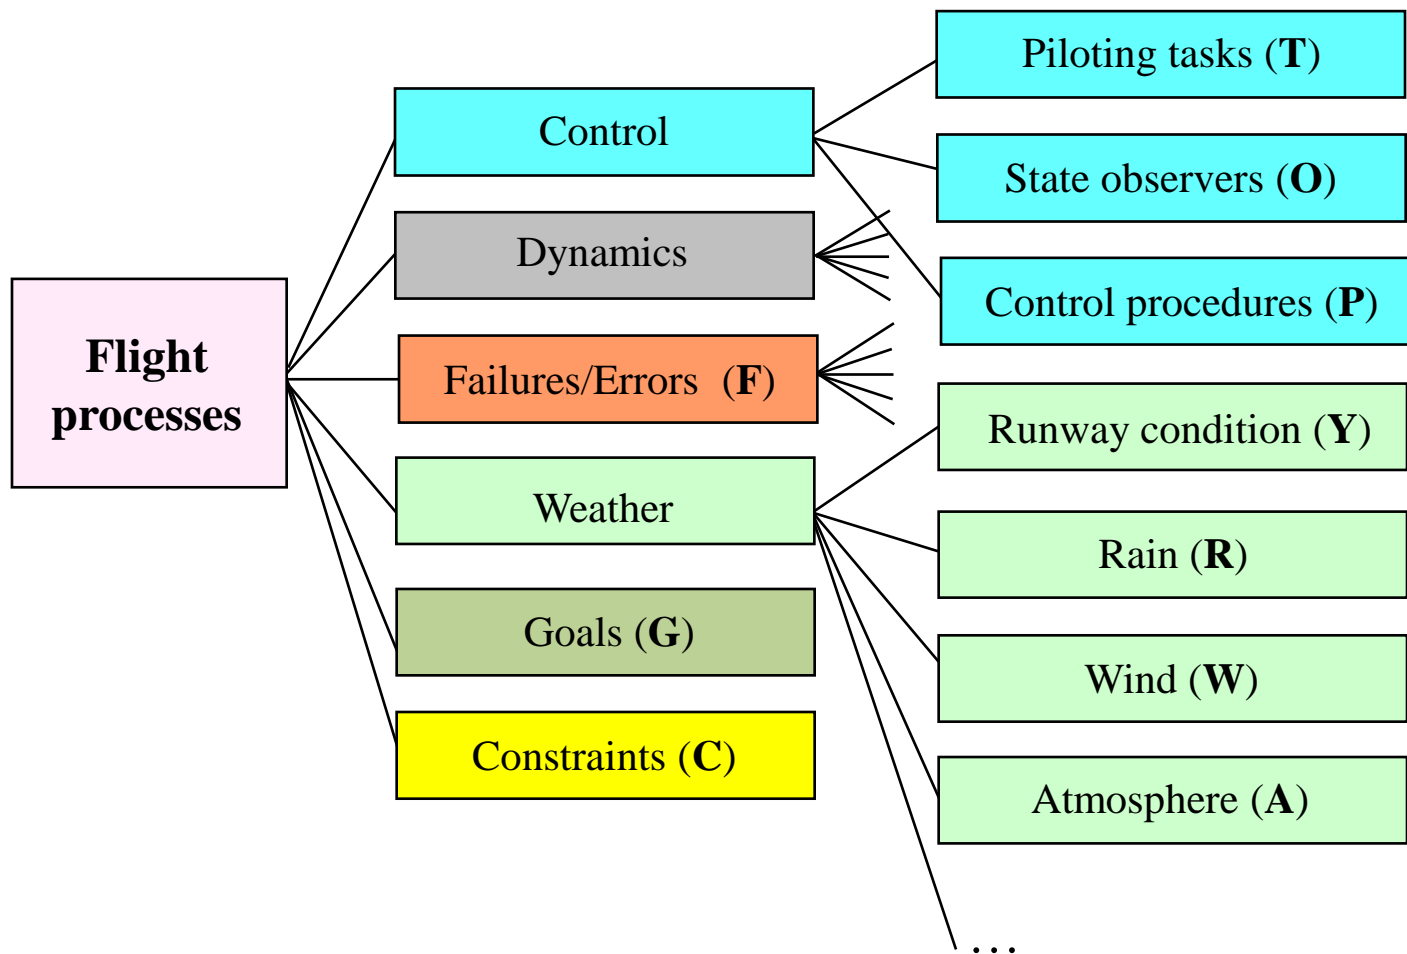 Flight
processes
Control
Dynamics
Failures/Errors (F)
Weather
Goals (G)
Constraints (C)
Piloting tasks (T)
State observers (O)
Control procedures (P)
Runway condition (Y)
Rain (R)
Wind (W)
Atmosphere (A)
...